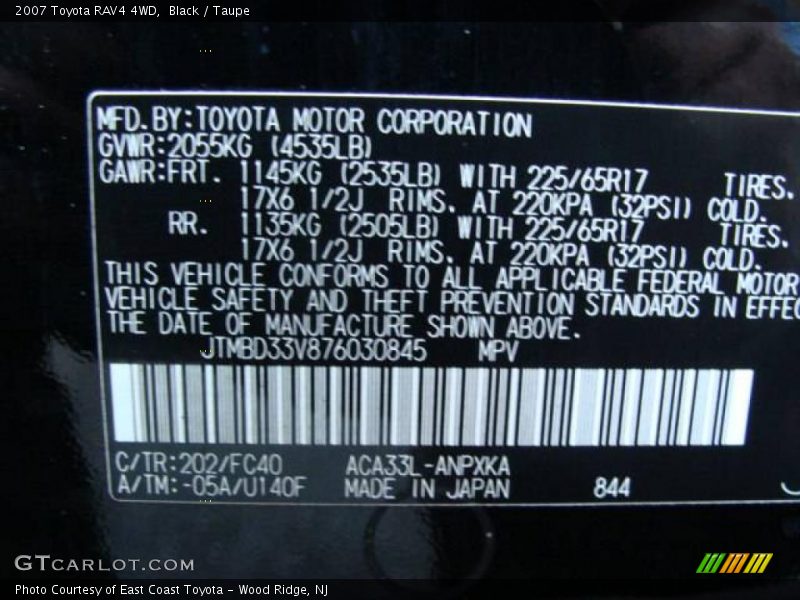 2007 Toyota RAV4 4WD, Black / Taupe
MFD. BY: TOYOTA MOTOR CORPORATION
GVWR: 2055KG (4535LB)
GAWR: FRT. 1145KG (2535LB) WITH 225/65R17 TIRES.
17X6 1/2J RIMS. AT 220KPA (32PSI) COLD.
RR. 1135KG (2505LB) WITH 225/65R17 TIRES.
17X6 1/2J RIMS. AT 220KPA (32PSI) COLD.
THIS VEHICLE CONFORMS TO ALL APPLICABLE FEDERAL MOTOR
VEHICLE SAFETY AND THEFT PREVENTION STANDARDS IN EFFEC
THE DATE OF MANUFACTURE SHOWN ABOVE.
JTMBD33V876030845 MPV
C/TR: 202/FC40 ACA33L-ANPXKA
A/TM: -05A/U140F MADE IN JAPAN 844
GTCARLOT.COM
Photo Courtesy of East Coast Toyota - Wood Ridge, NJ